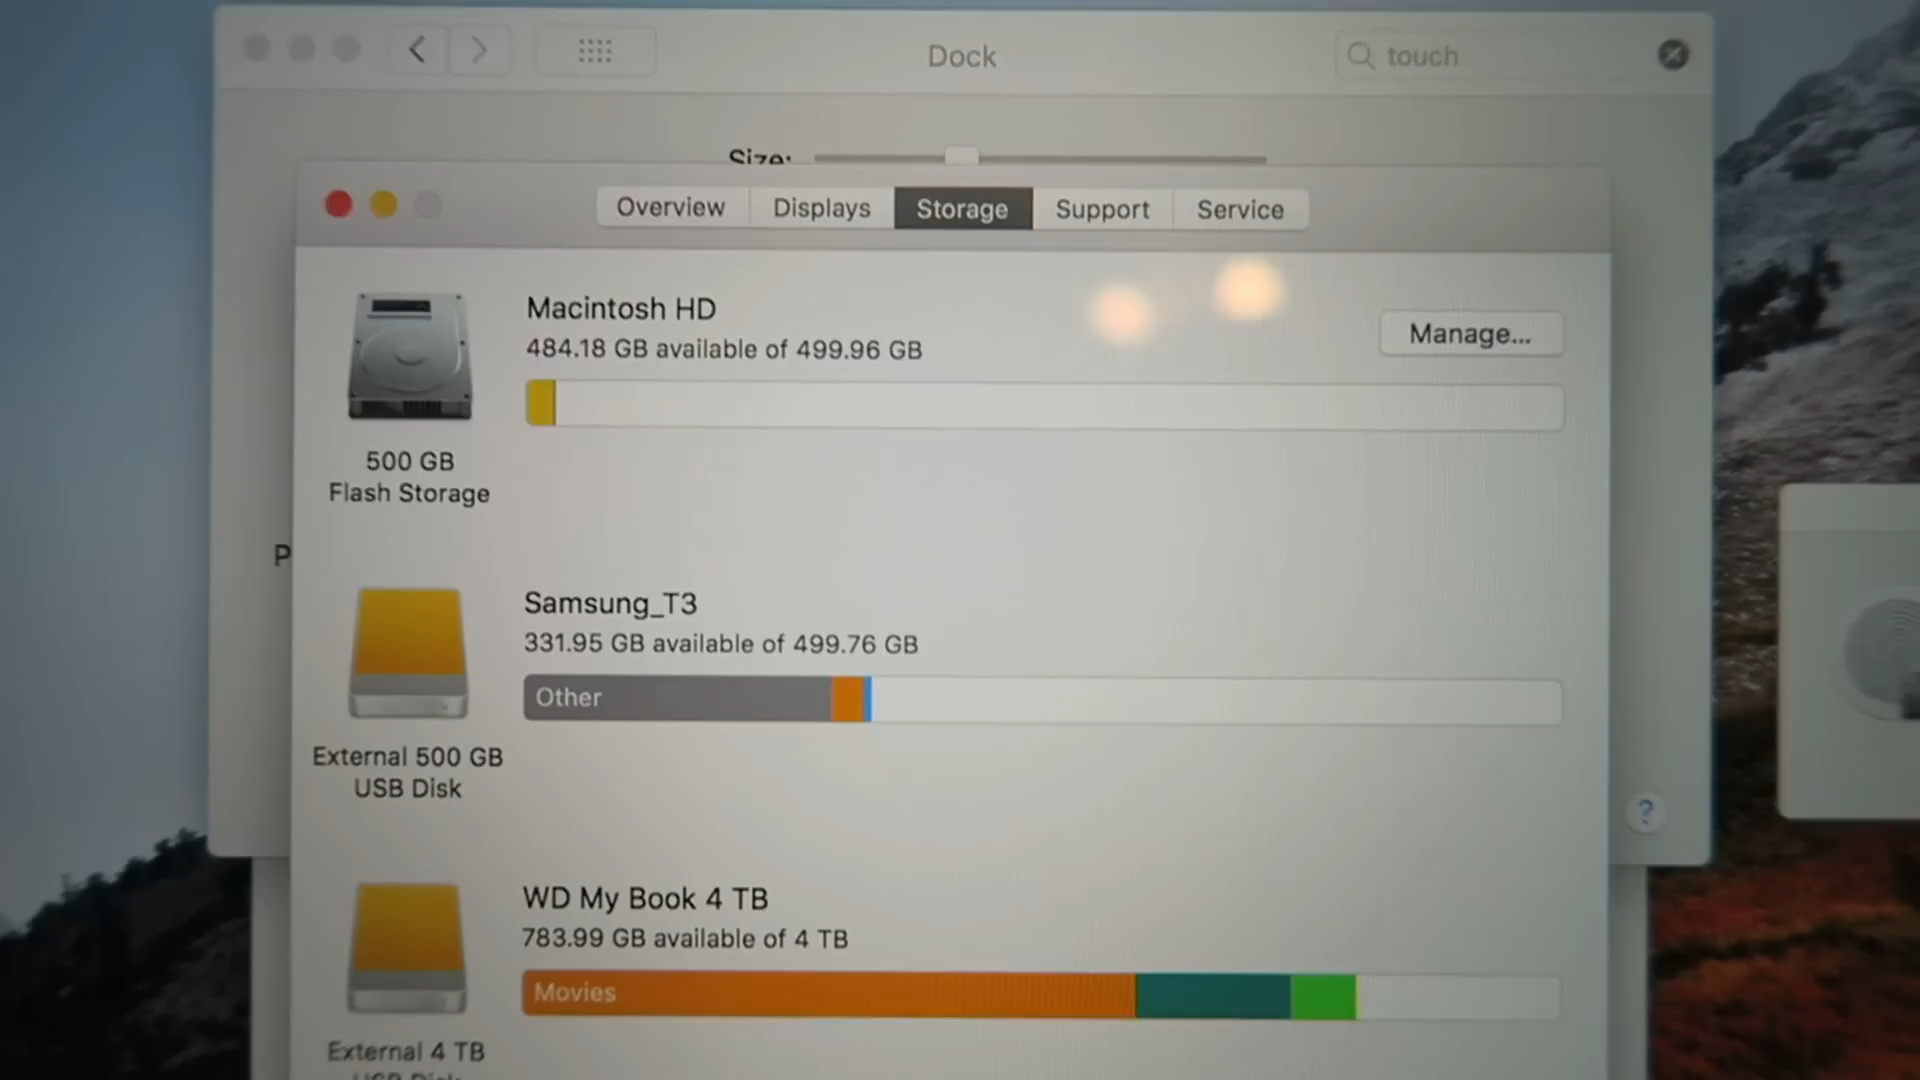 Dock
touch
Size:
Overview Displays Storage Support Service
Macintosh HD
484.18 GB available of 499.96 GB
Manage...
500 GB
Flash Storage
P
Samsung_T3
331.95 GB available of 499.76 GB
Other
External 500 GB
USB Disk
?
WD My Book 4 TB
783.99 GB available of 4 TB
Movies
External 4 TB
USB Disk